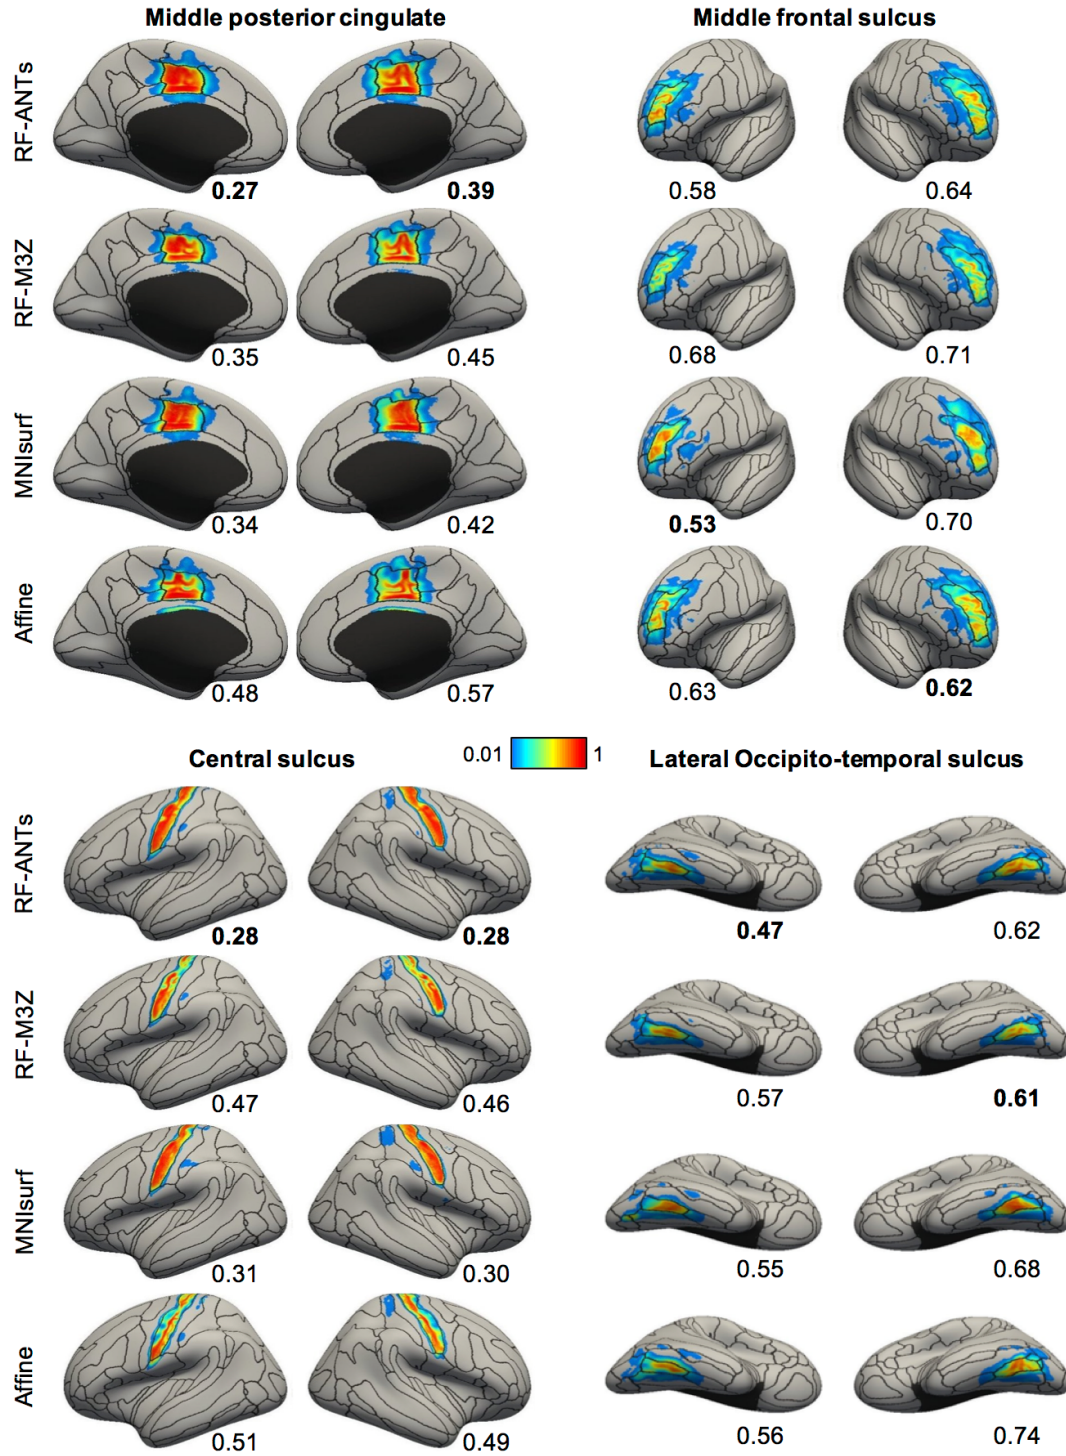 Middle posterior cingulate
Middle frontal sulcus
RF-ANTs
0.27
0.39
0.58
0.64
RF-M3Z
0.35
0.45
0.68
0.71
MNIsurf
0.34
0.42
0.53
0.70
Affine
0.48
0.57
0.63
0.62
Central sulcus
0.01
1
Lateral Occipito-temporal sulcus
RF-ANTs
0.28
0.28
0.47
0.62
RF-M3Z
0.47
0.46
0.57
0.61
MNIsurf
0.31
0.30
0.55
0.68
Affine
0.51
0.49
0.56
0.74